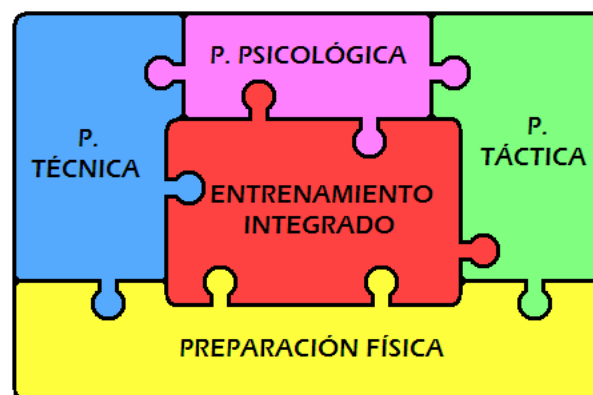 P. PSICOLÓGICA
P.
TÉCNICA
P.
TÁCTICA
ENTRENAMIENTO
INTEGRADO
PREPARACIÓN FÍSICA